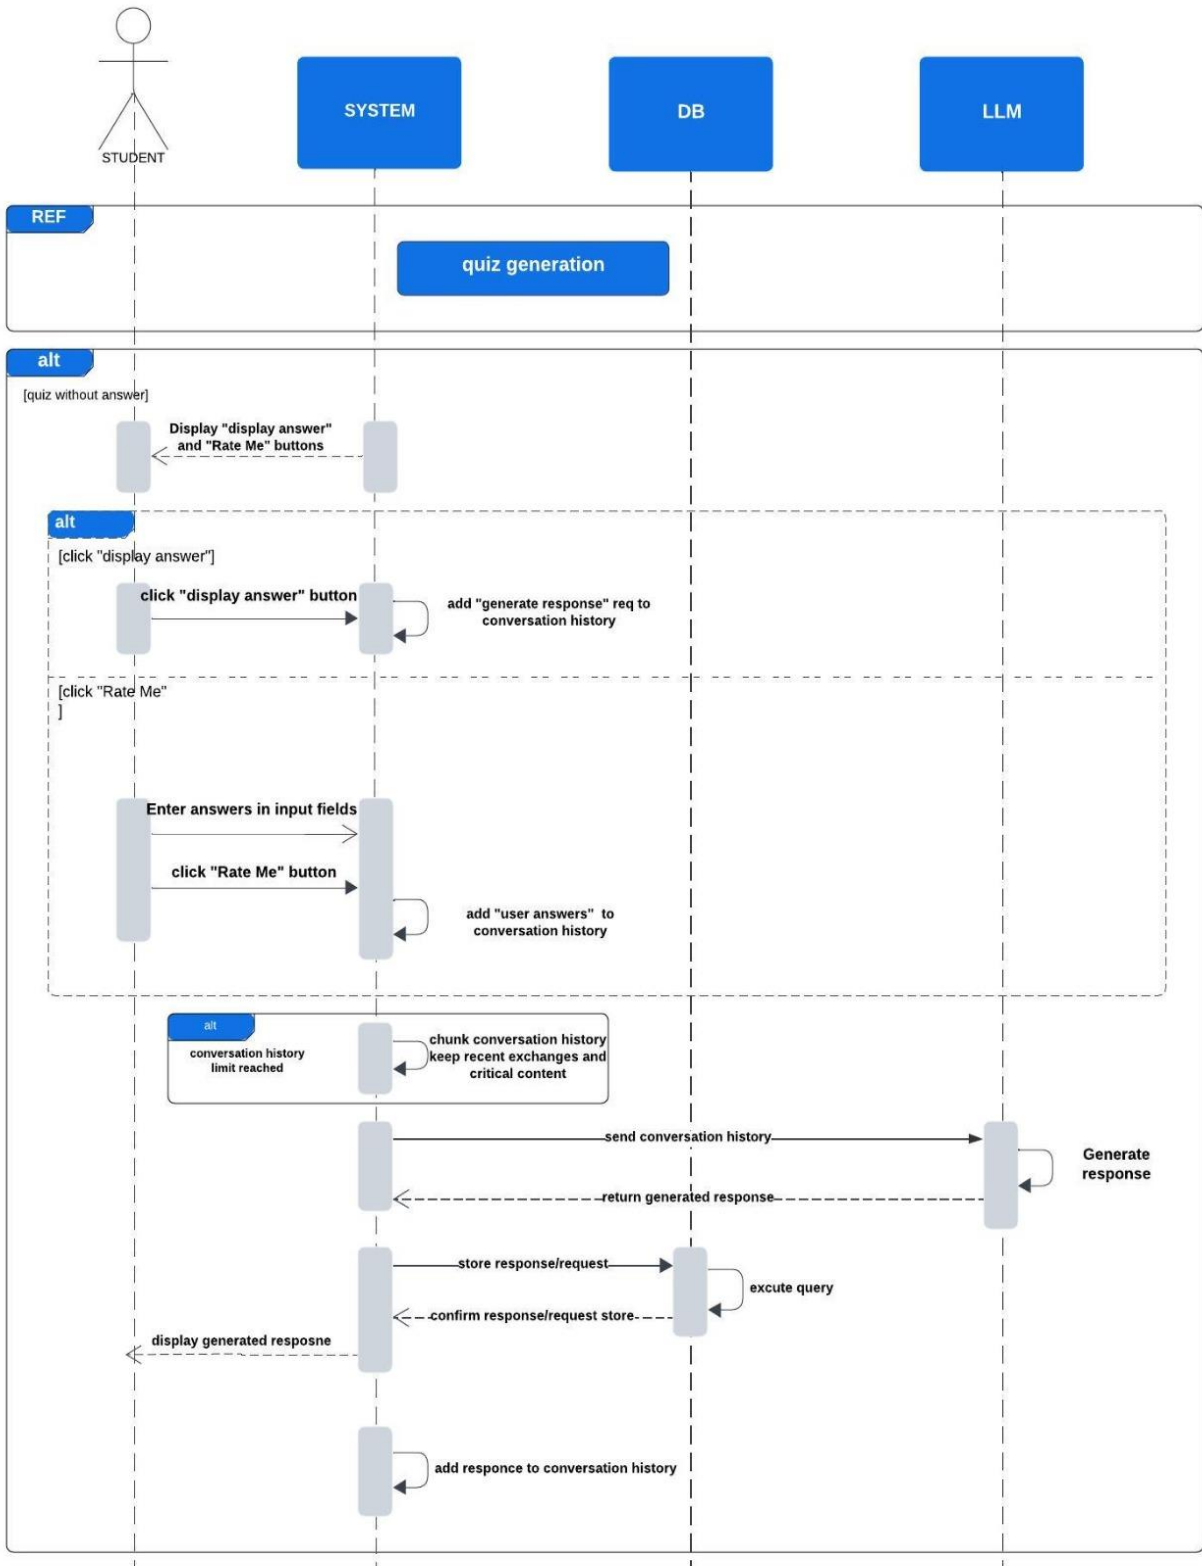 STUDENT
SYSTEM
DB
LLM
REF
quiz generation
alt
[quiz without answer]
Display "display answer"
and "Rate Me" buttons
alt
[click "display answer"]
click "display answer" button
add "generate response" req to
conversation history
[click "Rate Me"
]
Enter answers in input fields
click "Rate Me" button
add "user answers" to
conversation history
alt
conversation history
limit reached
chunk conversation history
keep recent exchanges and
critical content
send conversation history
Generate
response
return generated response
store response/request
excute query
confirm response/request store
display generated resposne
add responce to conversation history